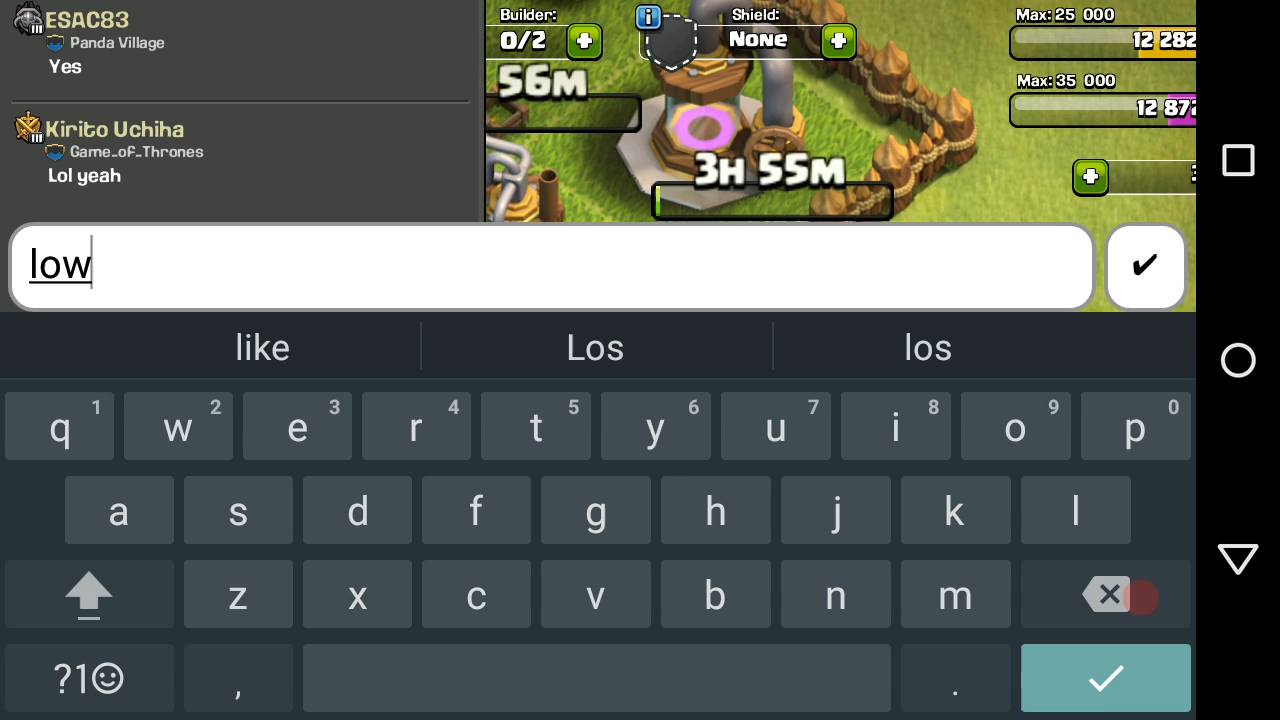 ESAC83
Panda Village
Yes
Kirito Uchiha
Game_of_Thrones
Lol yeah
Builder:
0/2
Shield:
None
Max: 25 000
12 282
Max: 35 000
12 872
56M
3H 55M
low
like Los los
q 1 w 2 e 3 r 4 t 5 y 6 u 7 i 8 o 9 p 0
a s d f g h j k l
z x c v b n m
?1☺ , .